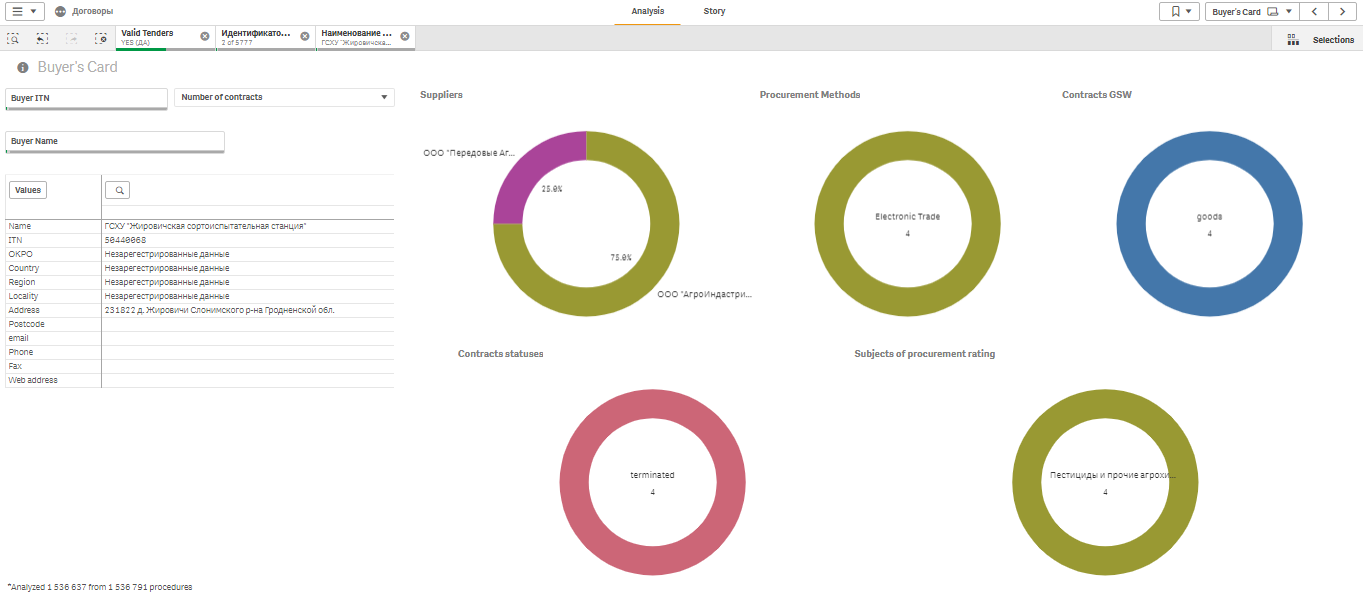 Договоры
Analysis
Story
Buyer's Card
Valid Tenders
YES (ДА)
Идентификато...
2 of 5777
Наименование ...
ГСХУ "Жировичска...
Selections
Buyer's Card
Buyer ITN
Number of contracts
Buyer Name
Values
Name ГСХУ "Жировичская сортоиспытательная станция"
ITN 50440068
OKPO Незарегестрированные данные
Country Незарегестрированные данные
Region Незарегестрированные данные
Locality Незарегестрированные данные
Address 231822 д. Жировичи Слонимского р-на Гродненской обл.
Postcode
email
Phone
Fax
Web address
Suppliers
ООО "Передовые Аг...
25.0%
75.0%
ООО "АгроИндастри...
Procurement Methods
Electronic Trade
4
Contracts GSW
goods
4
Contracts statuses
terminated
4
Subjects of procurement rating
Пестициды и прочие агрохи...
4
*Analyzed 1 536 637 from 1 536 791 procedures